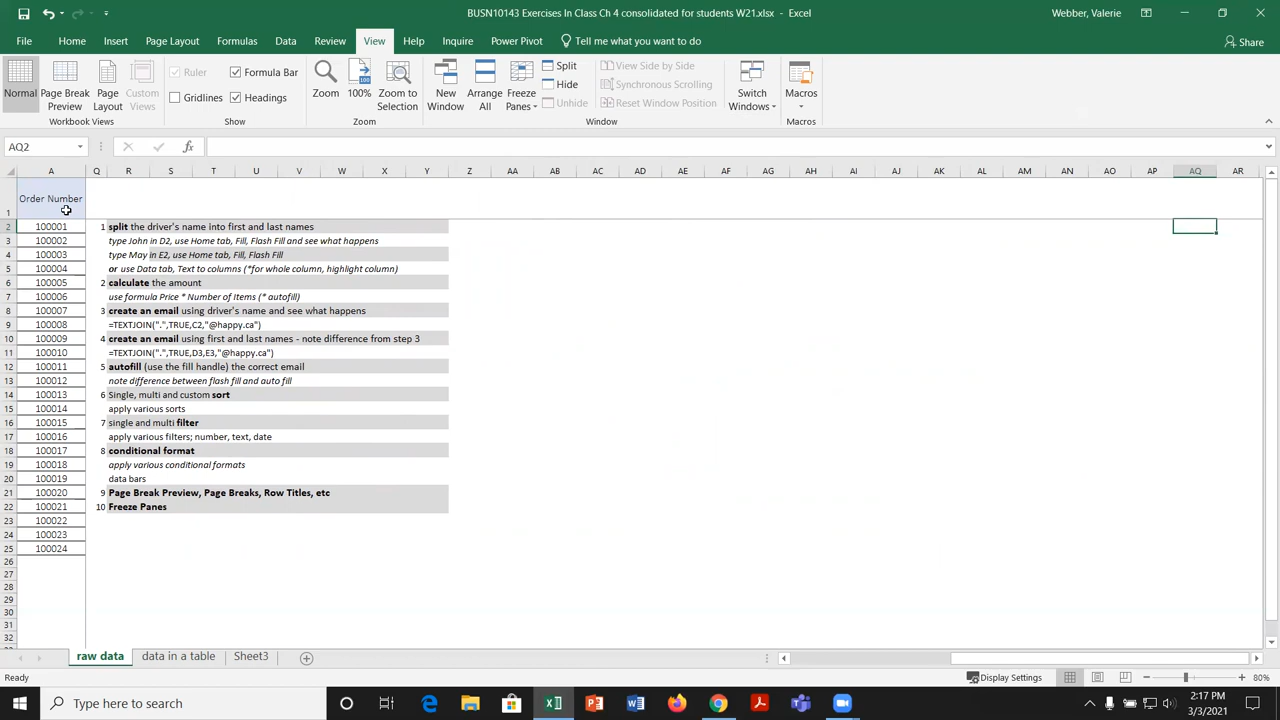 BUSN10143 Exercises In Class Ch 4 consolidated for students W21.xlsx - Excel
Webber, Valerie
File Home Insert Page Layout Formulas Data Review View Help Inquire Power Pivot Tell me what you want to do Share
Normal
Page Break Preview
Page Layout
Custom Views
Workbook Views
Ruler
Formula Bar
Gridlines
Headings
Show
Zoom
100%
Zoom to Selection
Zoom
New Window
Arrange All
Freeze Panes
Split
Hide
Unhide
View Side by Side
Synchronous Scrolling
Reset Window Position
Window
Switch Windows
Macros
Macros
AQ2
fx
A Q R S T U V W X Y Z AA AB AC AD AE AF AG AH AI AJ AK AL AM AN AO AP AQ AR
1 Order Number
2 100001 1 split the driver's name into first and last names
3 100002 type John in D2, use Home tab, Fill, Flash Fill and see what happens
4 100003 type May in E2, use Home tab, Fill, Flash Fill
5 100004 or use Data tab, Text to columns (*for whole column, highlight column)
6 100005 2 calculate the amount
7 100006 use formula Price * Number of Items (* autofill)
8 100007 3 create an email using driver's name and see what happens
9 100008 =TEXTJOIN(".",TRUE,C2,"@happy.ca")
10 100009 4 create an email using first and last names - note difference from step 3
11 100010 =TEXTJOIN(".",TRUE,D3,E3,"@happy.ca")
12 100011 5 autofill (use the fill handle) the correct email
13 100012 note difference between flash fill and auto fill
14 100013 6 Single, multi and custom sort
15 100014 apply various sorts
16 100015 7 single and multi filter
17 100016 apply various filters; number, text, date
18 100017 8 conditional format
19 100018 apply various conditional formats
20 100019 data bars
21 100020 9 Page Break Preview, Page Breaks, Row Titles, etc
22 100021 10 Freeze Panes
23 100022
24 100023
25 100024
26
27
28
29
30
31
32
raw data data in a table Sheet3
Ready
Display Settings
80%
Type here to search
2:17 PM
3/3/2021